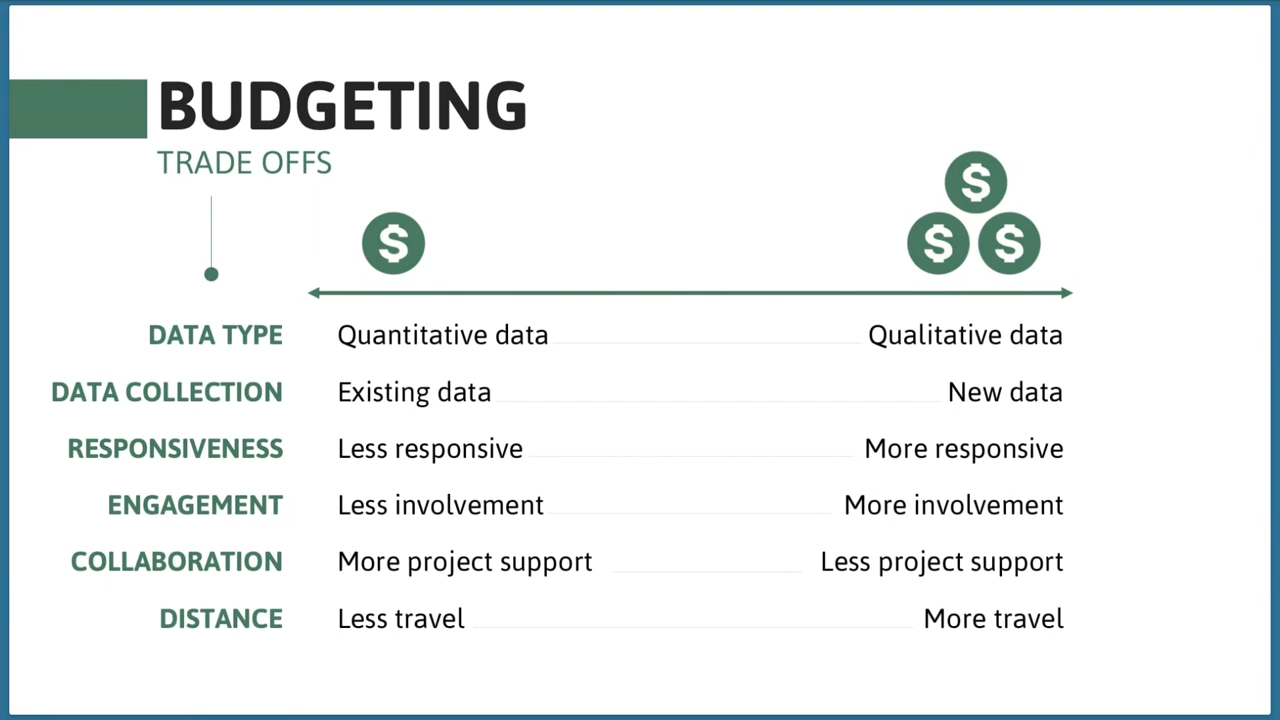 BUDGETING
TRADE OFFS
$ $ $ $
DATA TYPE Quantitative data Qualitative data
DATA COLLECTION Existing data New data
RESPONSIVENESS Less responsive More responsive
ENGAGEMENT Less involvement More involvement
COLLABORATION More project support Less project support
DISTANCE Less travel More travel